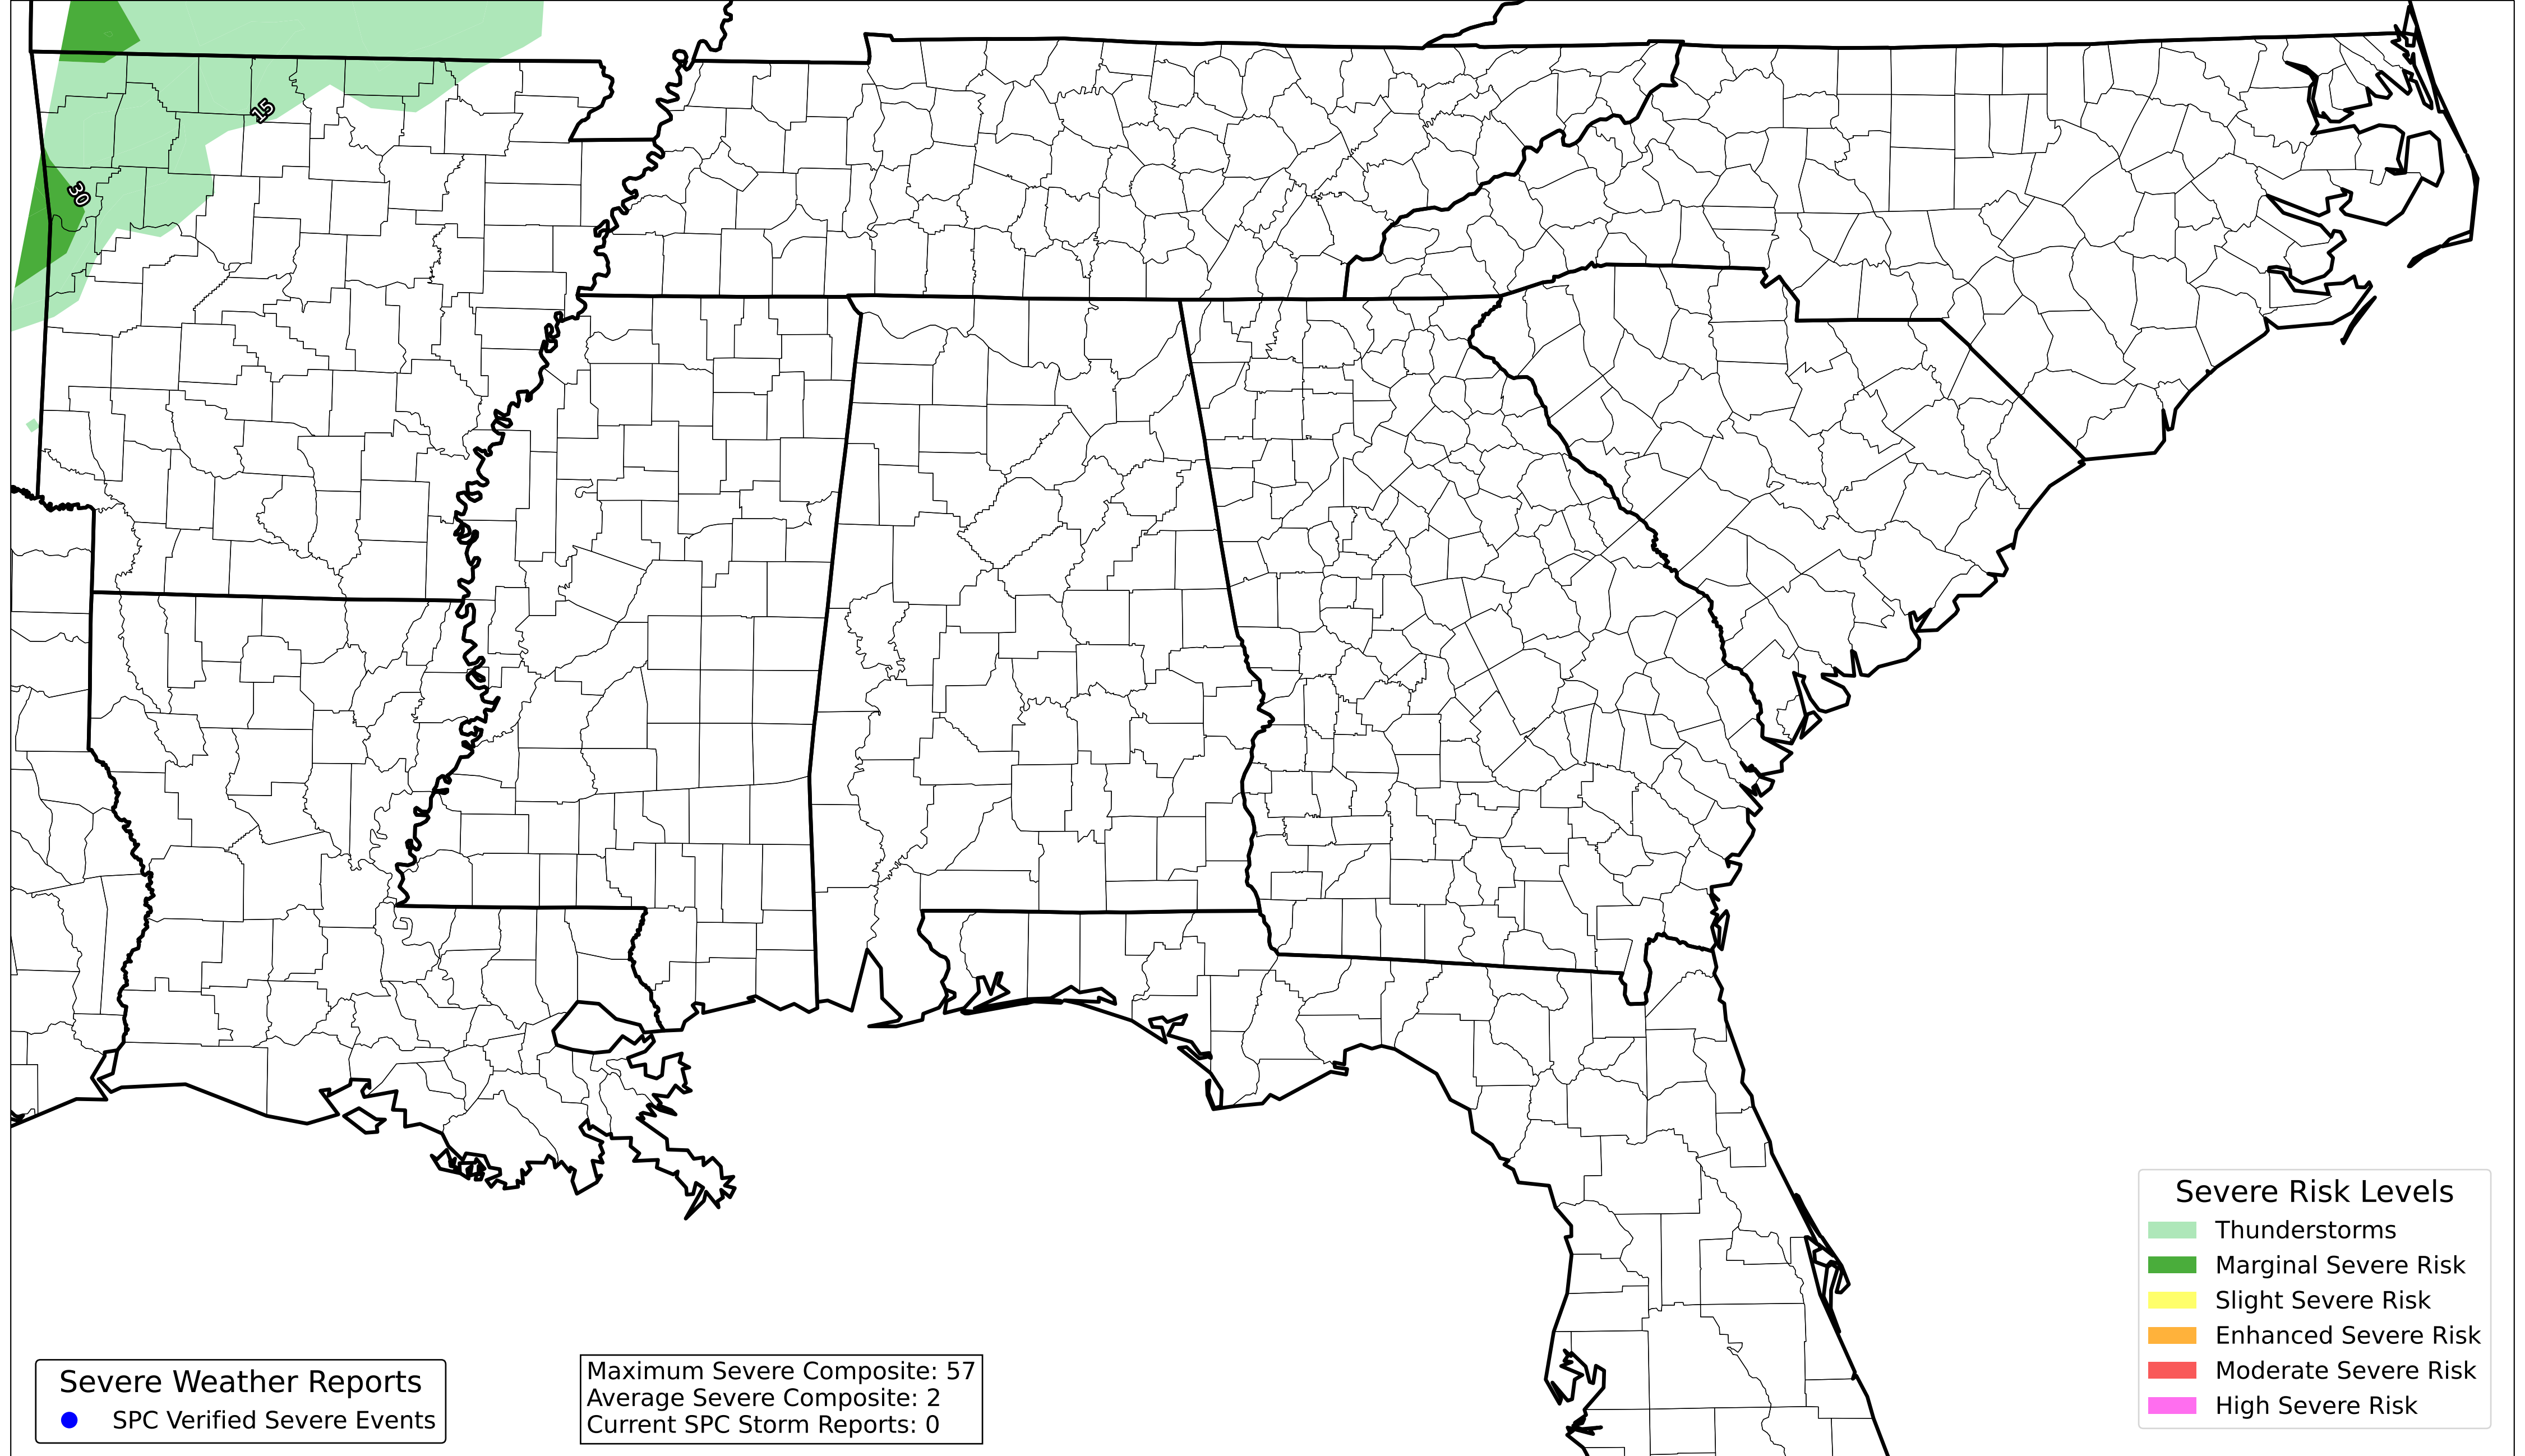 15
30
Severe Risk Levels
Thunderstorms
Marginal Severe Risk
Slight Severe Risk
Enhanced Severe Risk
Moderate Severe Risk
High Severe Risk
Severe Weather Reports
SPC Verified Severe Events
Maximum Severe Composite: 57
Average Severe Composite: 2
Current SPC Storm Reports: 0